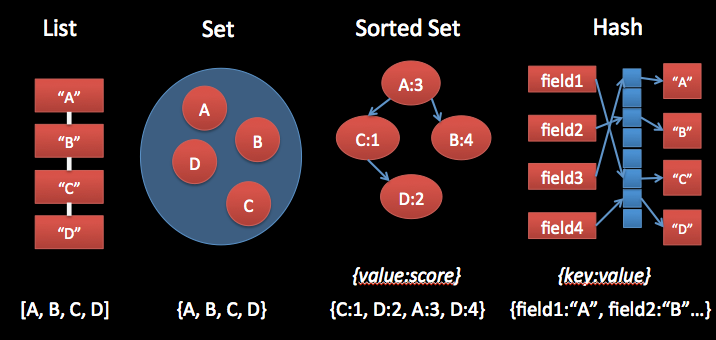 List
"A"
"B"
"C"
"D"
[A, B, C, D]
Set
A
B
D
C
{A, B, C, D}
Sorted Set
A:3
C:1
B:4
D:2
{value:score}
{C:1, D:2, A:3, D:4}
Hash
field1
field2
field3
field4
"A"
"B"
"C"
"D"
{key:value}
{field1:"A", field2:"B"...}